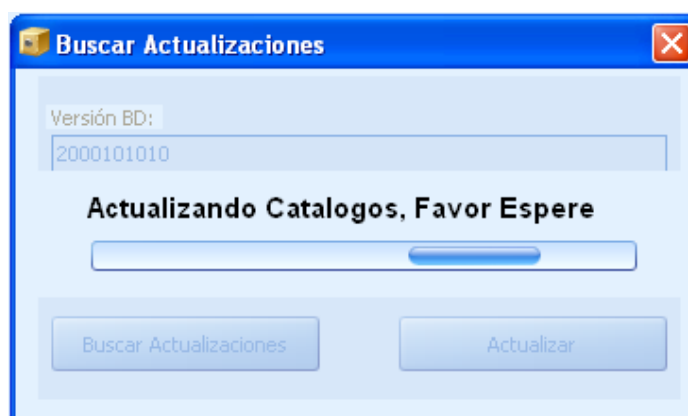 Buscar Actualizaciones
Versión BD:
2000101010
Actualizando Catalogos, Favor Espere
Buscar Actualizaciones
Actualizar